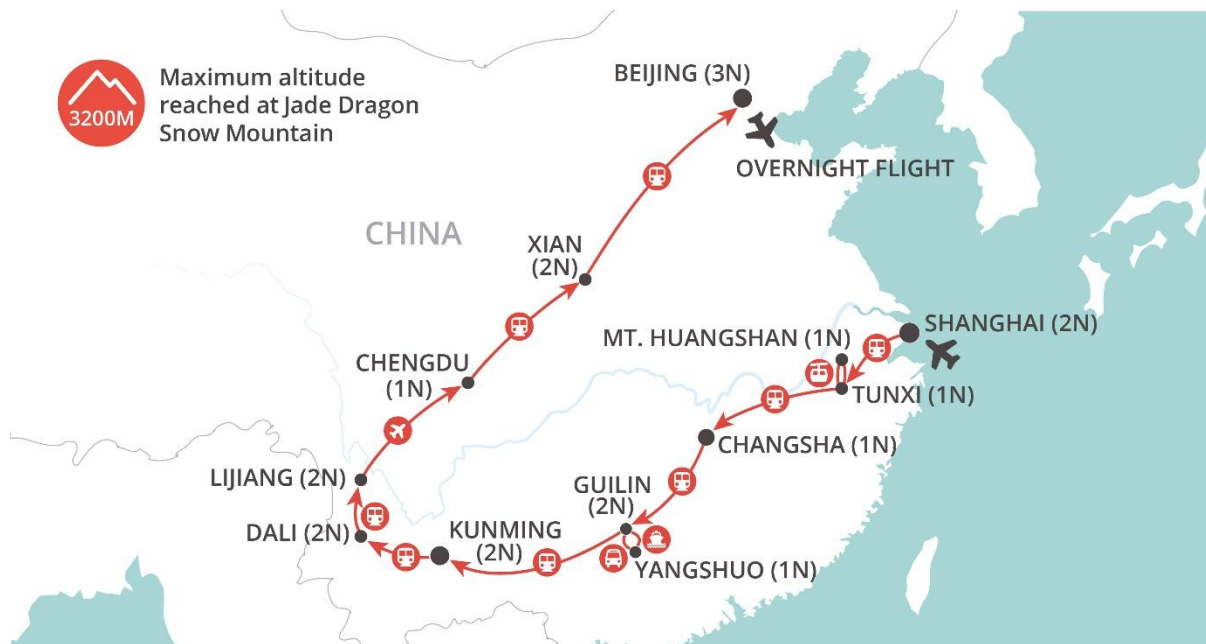 3200M
Maximum altitude
reached at Jade Dragon
Snow Mountain
BEIJING (3N)
OVERNIGHT FLIGHT
CHINA
XIAN
(2N)
SHANGHAI (2N)
MT. HUANGSHAN (1N)
CHENGDU
(1N)
TUNXI (1N)
CHANGSHA (1N)
LIJIANG (2N)
GUILIN
(2N)
DALI (2N)
KUNMING
(2N)
YANGSHUO (1N)